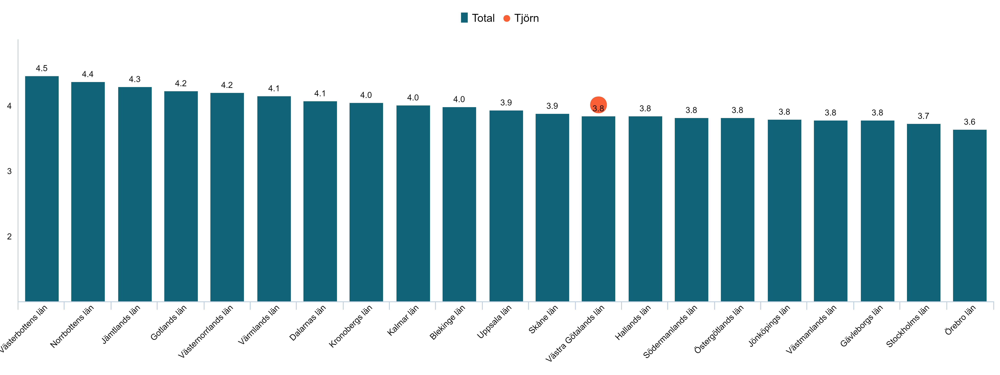 Total Tjörn
4.5 4.4 4.3 4.2 4.2 4.1 4.1 4.0 4.0 4.0 3.9 3.9 3.8 3.8 3.8 3.8 3.8 3.8 3.8 3.7 3.6
4
3
2
Västerbottens län
Norrbottens län
Jämtlands län
Gotlands län
Västernorrlands län
Värmlands län
Dalarnas län
Kronobergs län
Kalmar län
Blekinge län
Uppsala län
Skåne län
Västra Götalands län
Hallands län
Södermanlands län
Östergötlands län
Jönköpings län
Västmanlands län
Gävleborgs län
Stockholms län
Örebro län